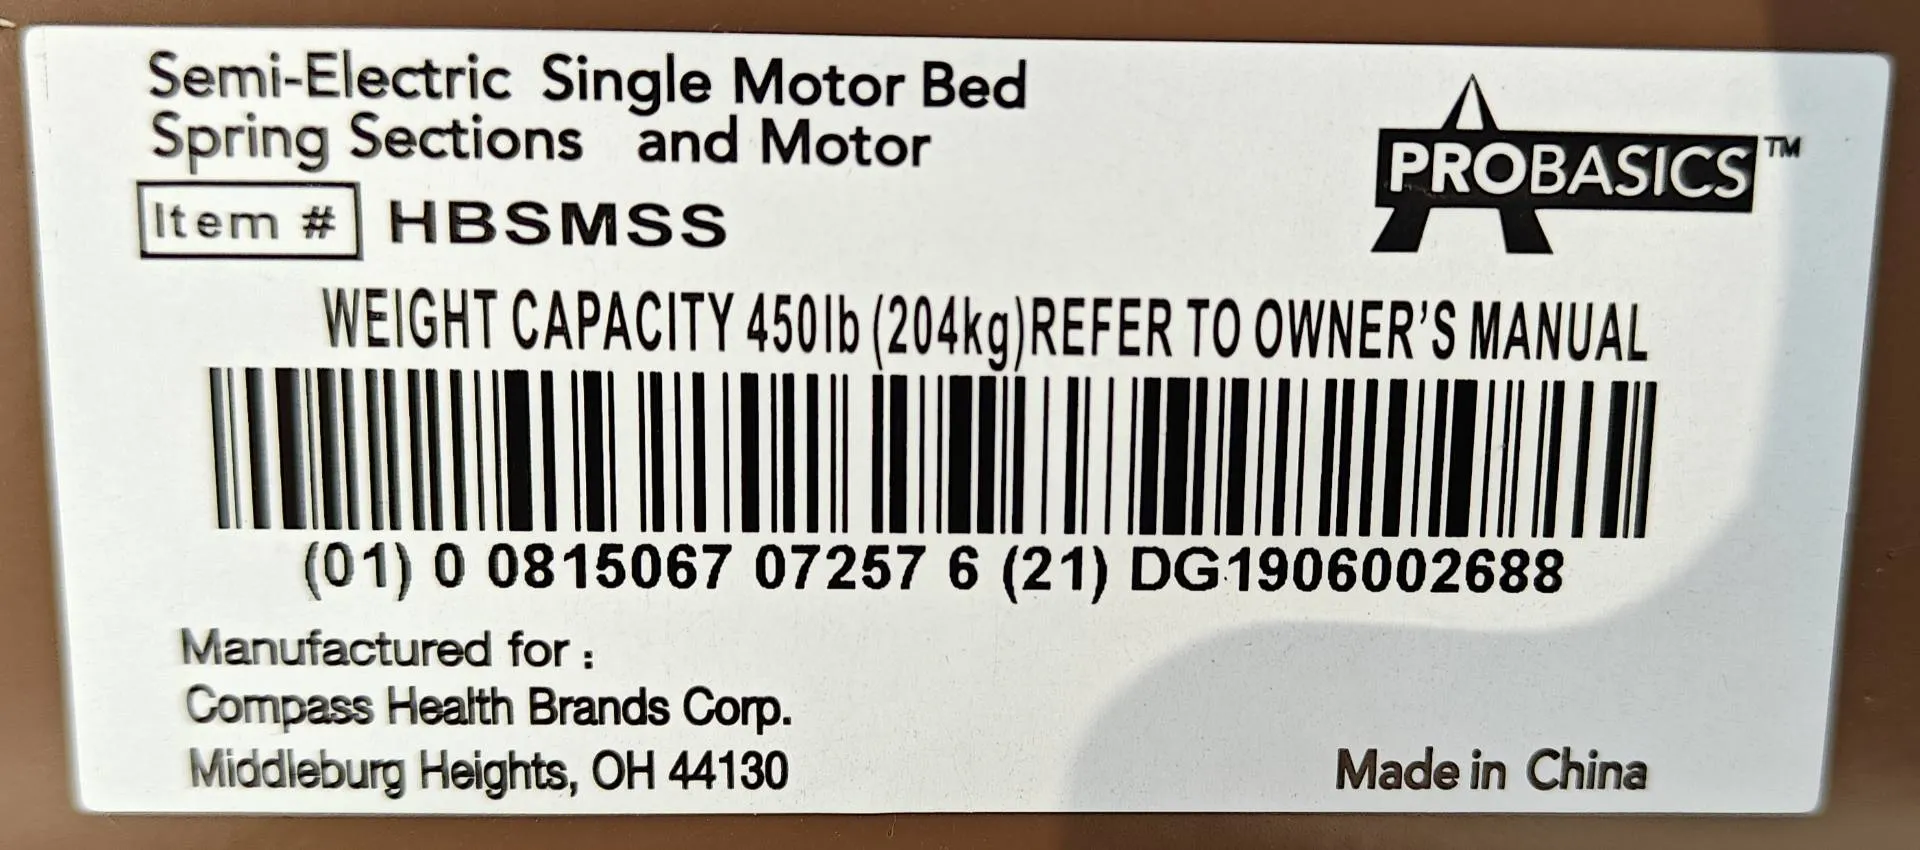 Semi-Electric Single Motor Bed
Spring Sections and Motor
Item # HBSMSS
PROBASICS™
WEIGHT CAPACITY 450lb (204kg)REFER TO OWNER'S MANUAL
(01) 0 0815067 07257 6 (21) DG1906002688
Manufactured for :
Compass Health Brands Corp.
Middleburg Heights, OH 44130
Made in China